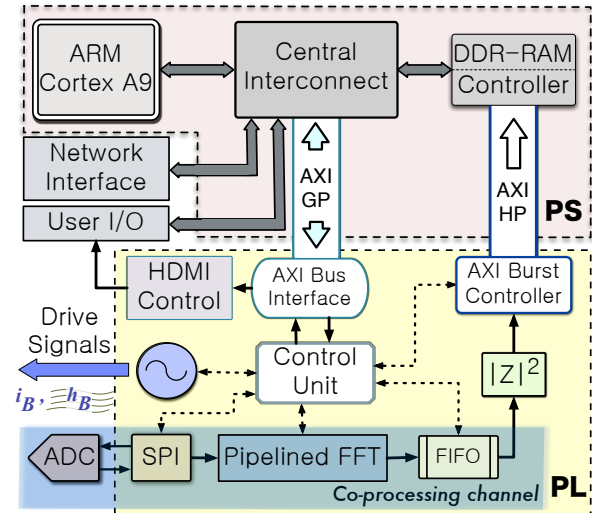 ARM
Cortex A9
Central
Interconnect
DDR-RAM
Controller
Network
Interface
User I/O
AXI
GP
AXI
HP
PS
HDMI
Control
AXI Bus
Interface
AXI Burst
Controller
Drive
Signals
i_B, h_B
Control
Unit
|Z|²
ADC
SPI
Pipelined FFT
FIFO
Co-processing channel
PL